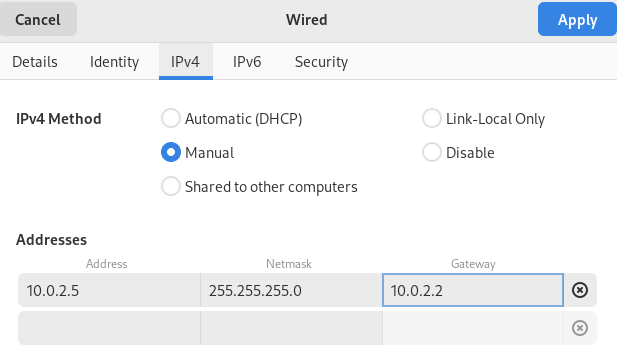 Cancel Wired Apply
Details Identity IPv4 IPv6 Security
IPv4 Method Automatic (DHCP) Link-Local Only
Manual Disable
Shared to other computers
Addresses
Address Netmask Gateway
10.0.2.5 255.255.255.0 10.0.2.2